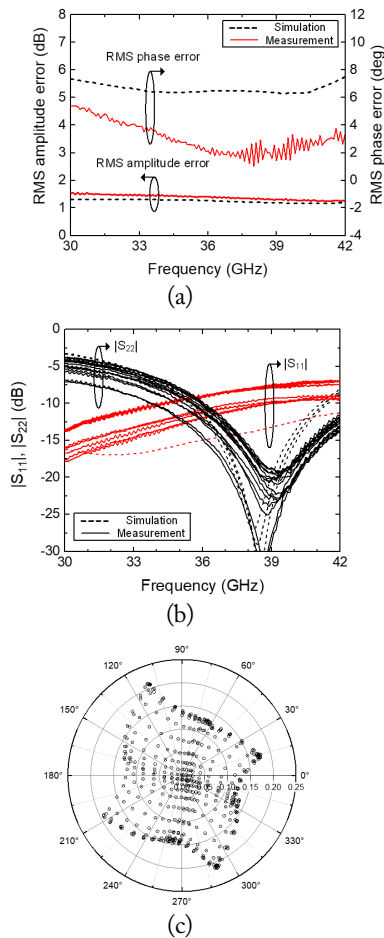 Simulation
Measurement
RMS phase error
RMS amplitude error
RMS amplitude error (dB)
8
7
6
5
4
3
2
1
0
RMS phase error (deg)
12
10
8
6
4
2
0
-2
-4
30 33 36 39 42
Frequency (GHz)
(a)
|S22|
|S11|
|S11|, |S22| (dB)
0
-5
-10
-15
-20
-25
-30
Simulation
Measurement
30 33 36 39 42
Frequency (GHz)
(b)
90°
120° 60°
150° 30°
180° 0.05 0.10 0.15 0.20 0.25 0°
210° 330°
240° 300°
270°
(c)